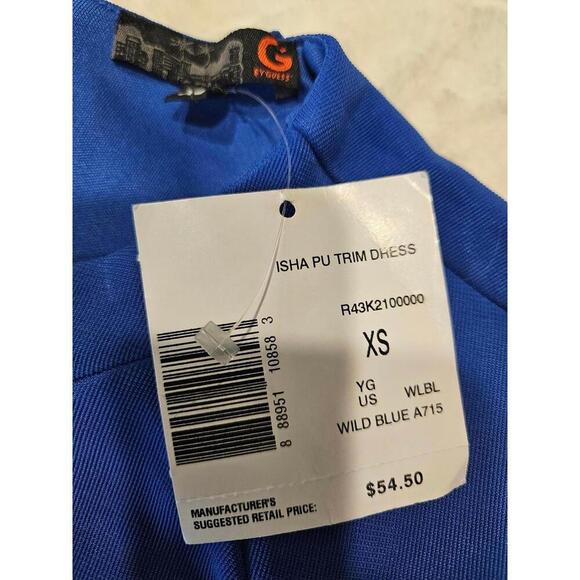 G
BY GUESS
ISHA PU TRIM DRESS
R43K2100000
XS
YG
US WLBL
WILD BLUE A715
8 88951 10858 3
MANUFACTURER'S
SUGGESTED RETAIL PRICE:
$54.50